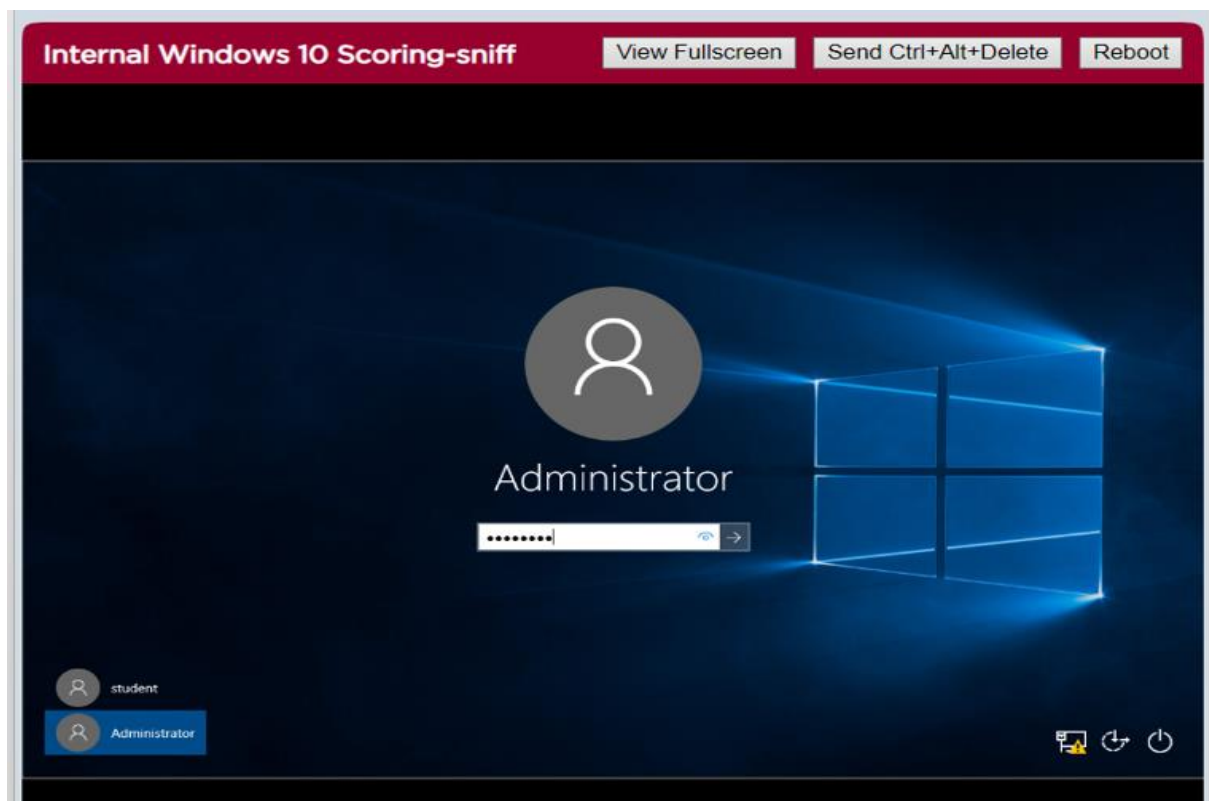 Internal Windows 10 Scoring-sniff View Fullscreen Send Ctrl+Alt+Delete Reboot
Administrator
••••••••
student
Administrator